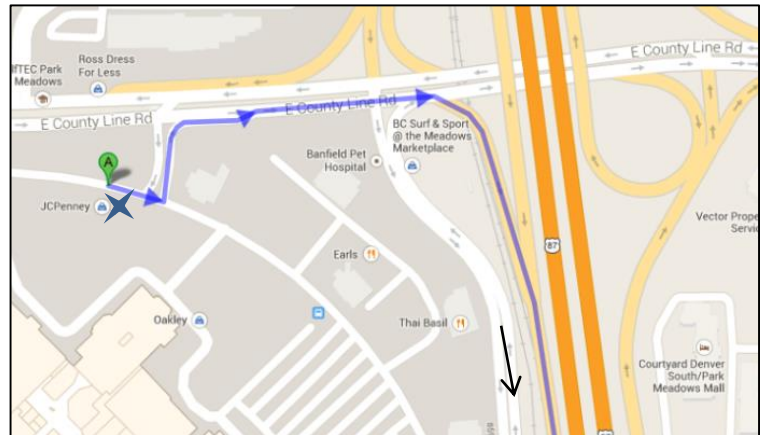 Ross Dress
For Less
E County Line Rd
IfTEC Park
Meadows
E County Line Rd
E County Line Rd
BC Surf & Sport
@ the Meadows
Marketplace
Banfield Pet
Hospital
A
JCPenney
Vector Prope
Servic
87
Earls
Oakley
Thai Basil
Courtyard Denver
South/Park
Meadows Mall